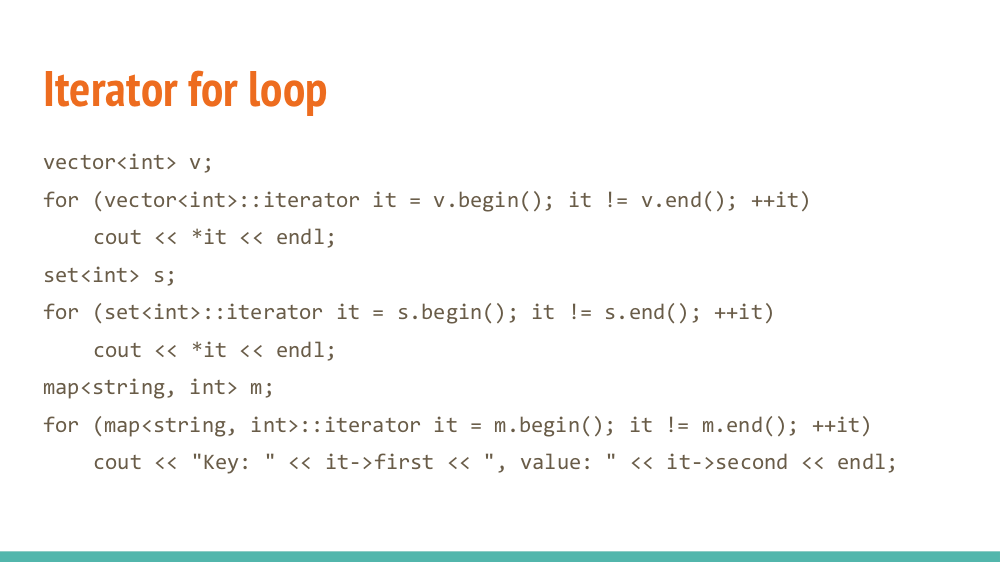 Iterator for loop
vector<int> v;
for (vector<int>::iterator it = v.begin(); it != v.end(); ++it)
    cout << *it << endl;
set<int> s;
for (set<int>::iterator it = s.begin(); it != s.end(); ++it)
    cout << *it << endl;
map<string, int> m;
for (map<string, int>::iterator it = m.begin(); it != m.end(); ++it)
    cout << "Key: " << it->first << ", value: " << it->second << endl;